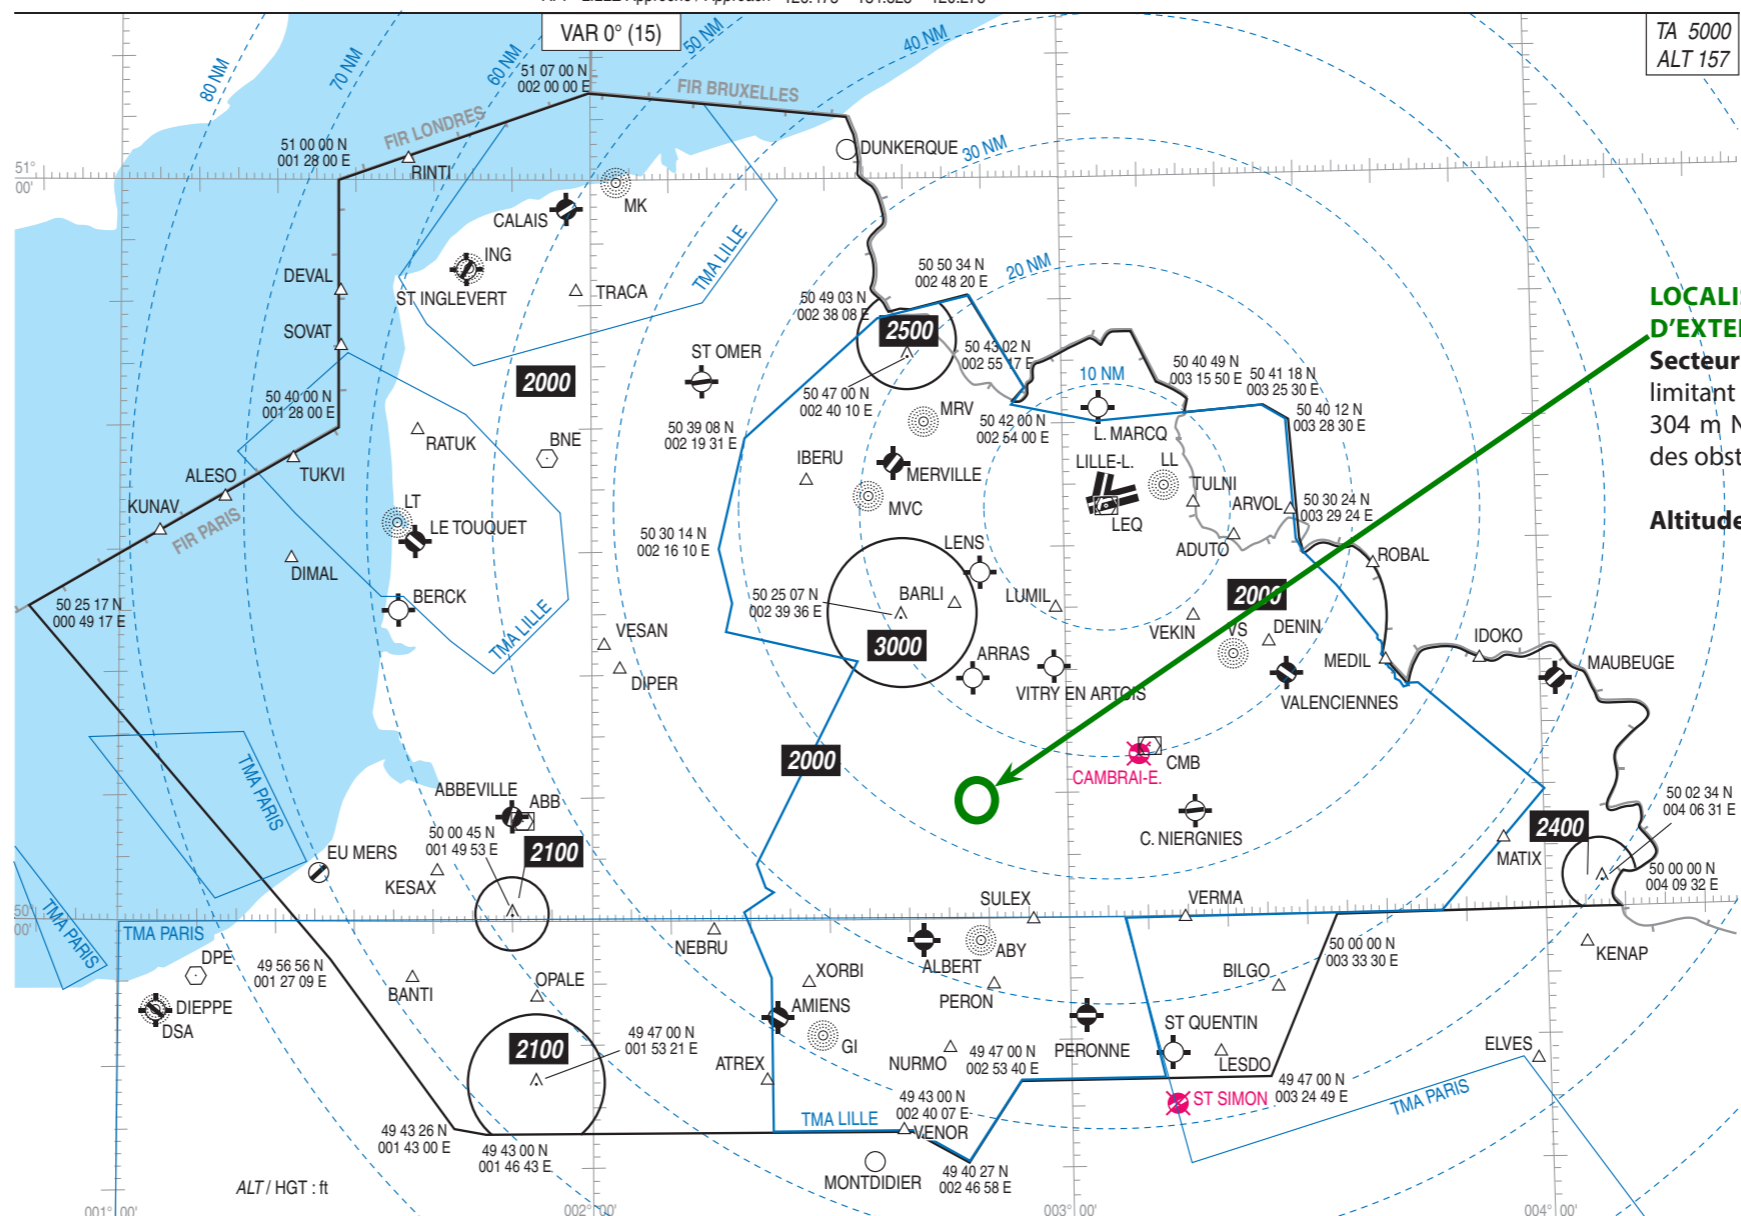 VAR 0° (15)
TA 5000
ALT 157
80 NM
70 NM
60 NM
50 NM
40 NM
51 07 00 N
002 00 00 E
FIR BRUXELLES
FIR LONDRES
51 00 00 N
001 28 00 E
RINTI
DUNKERQUE
30 NM
51°
00'
MK
CALAIS
ING
ST INGLEVERT
TRACA
TMA LILLE
DEVAL
SOVAT
50 50 34 N
002 48 20 E
20 NM
50 49 03 N
002 38 08 E
2500
50 43 02 N
002 55 17 E
ST OMER
2000
50 47 00 N
002 40 10 E
50 40 49 N
003 15 50 E
50 41 18 N
003 25 30 E
10 NM
50 40 12 N
003 28 30 E
50 40 00 N
001 28 00 E
50 39 08 N
002 19 31 E
MRV
50 42 00 N
002 54 00 E
L. MARCQ
RATUK
BNE
IBERU
MERVILLE
LILLE-L.
LL
TULNI
ALESO
TUKVI
KUNAV
LT
LE TOUQUET
FIR PARIS
MVC
LEQ
ARVOL
50 30 24 N
003 29 24 E
50 30 14 N
002 16 10 E
LENS
ADUTO
ROBAL
DIMAL
BERCK
50 25 17 N
000 49 17 E
50 25 07 N
002 39 36 E
BARLI
LUMIL
2000
VEKIN
VS
DENIN
IDOKO
VESAN
TMA LILLE
3000
ARRAS
MEDIL
MAUBEUGE
DIPER
VITRY EN ARTOIS
VALENCIENNES
TMA PARIS
2000
CMB
CAMBRAI-E.
ABBEVILLE
ABB
50 02 34 N
004 06 31 E
50 00 45 N
001 49 53 E
2100
C. NIERGNIES
2400
EU MERS
KESAX
MATIX
50 00 00 N
004 09 32 E
SULEX
VERMA
50°
00'
TMA PARIS
TMA PARIS
NEBRU
ALBERT
ABY
50 00 00 N
003 33 30 E
KENAP
DPE
49 56 56 N
001 27 09 E
BANTI
OPALE
XORBI
PERON
BILGO
DIEPPE
DSA
AMIENS
GI
2100
49 47 00 N
001 53 21 E
ATREX
NURMO
49 47 00 N
002 53 40 E
PERONNE
ST QUENTIN
LESDO
ELVES
49 47 00 N
003 24 49 E
ST SIMON
TMA PARIS
49 43 00 N
002 40 07 E
TMA LILLE
VENOR
49 43 26 N
001 43 00 E
49 43 00 N
001 46 43 E
MONTDIDIER
49 40 27 N
002 46 58 E
ALT / HGT : ft
001° 00'
002° 00'
003° 00'
004° 00'
LOCALIS
D'EXTE
Secteur
limitant
304 m N
des obst
Altitude